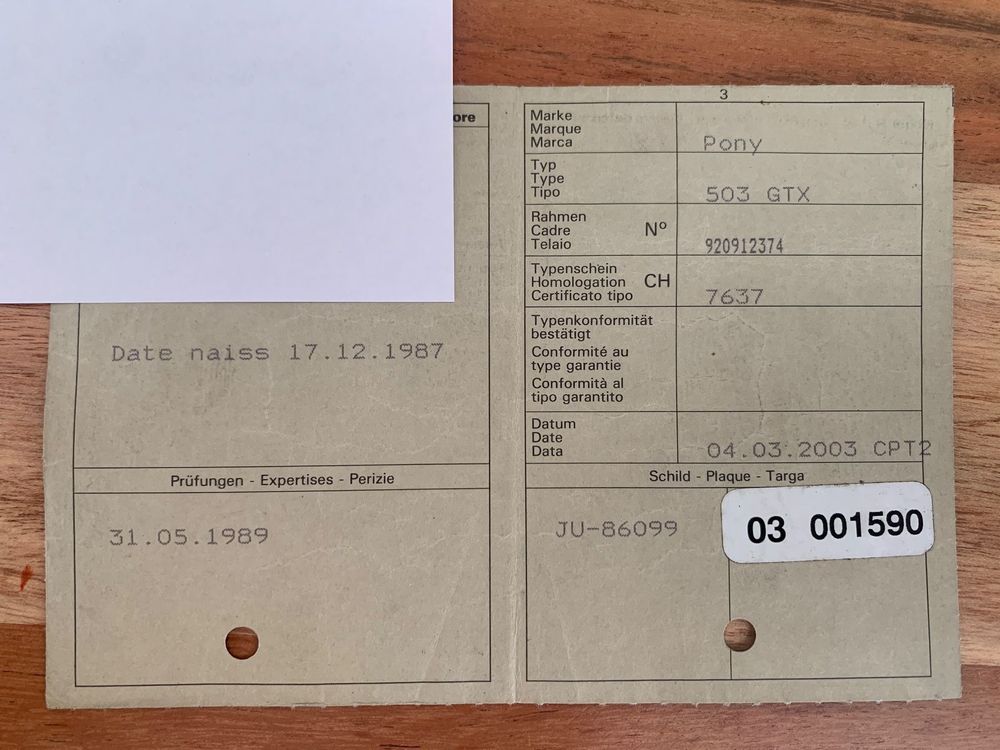 ore
Date naiss 17.12.1987
Prüfungen - Expertises - Perizie
31.05.1989
3
Marke
Marque
Marca
Pony
Typ
Type
Tipo
503 GTX
Rahmen
Cadre Nº
Telaio
920912374
Typenschein
Homologation CH
Certificato tipo
7637
Typenkonformität
bestätigt
Conformité au
type garantie
Conformità al
tipo garantito
Datum
Date
Data
04.03.2003 CPT2
Schild - Plaque - Targa
JU-86099
03 001590